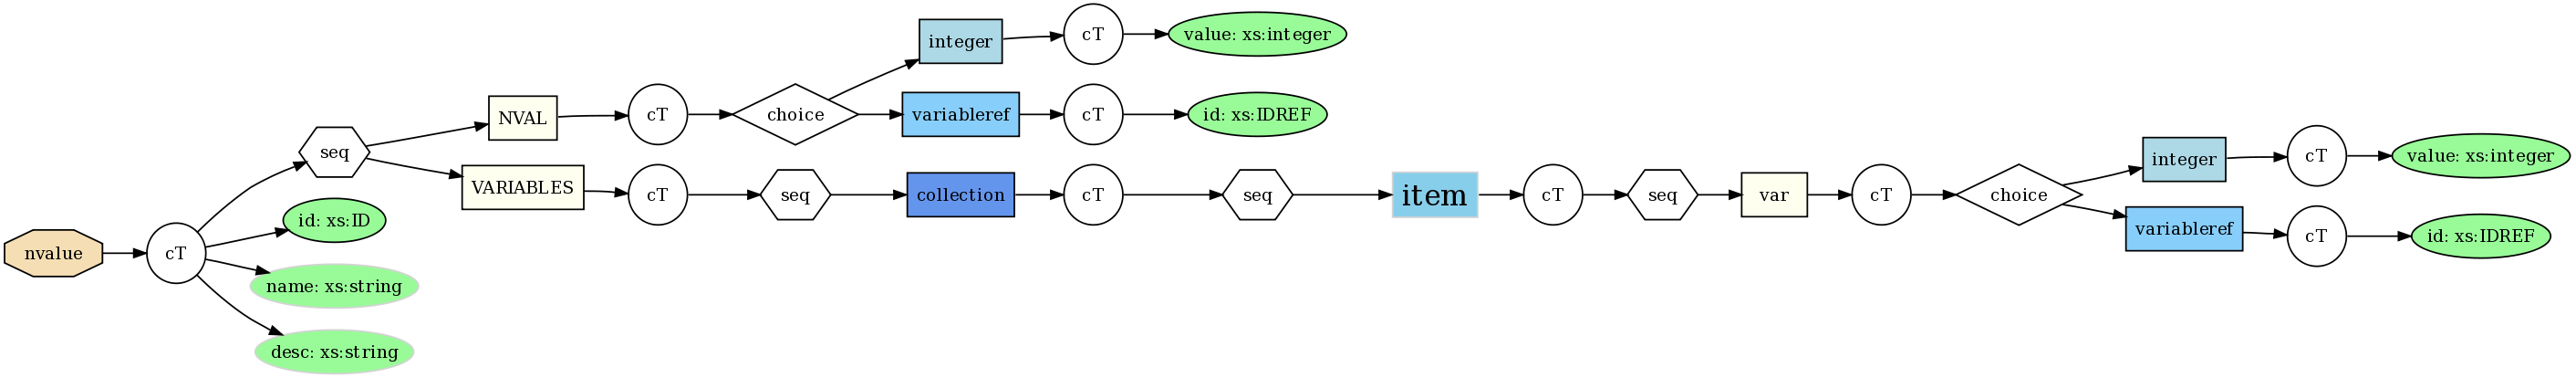 nvalue
cT
seq
id: xs:ID
name: xs:string
desc: xs:string
NVAL
cT
choice
integer
cT
value: xs:integer
variableref
cT
id: xs:IDREF
VARIABLES
cT
seq
collection
cT
seq
item
cT
seq
var
cT
choice
integer
cT
value: xs:integer
variableref
cT
id: xs:IDREF